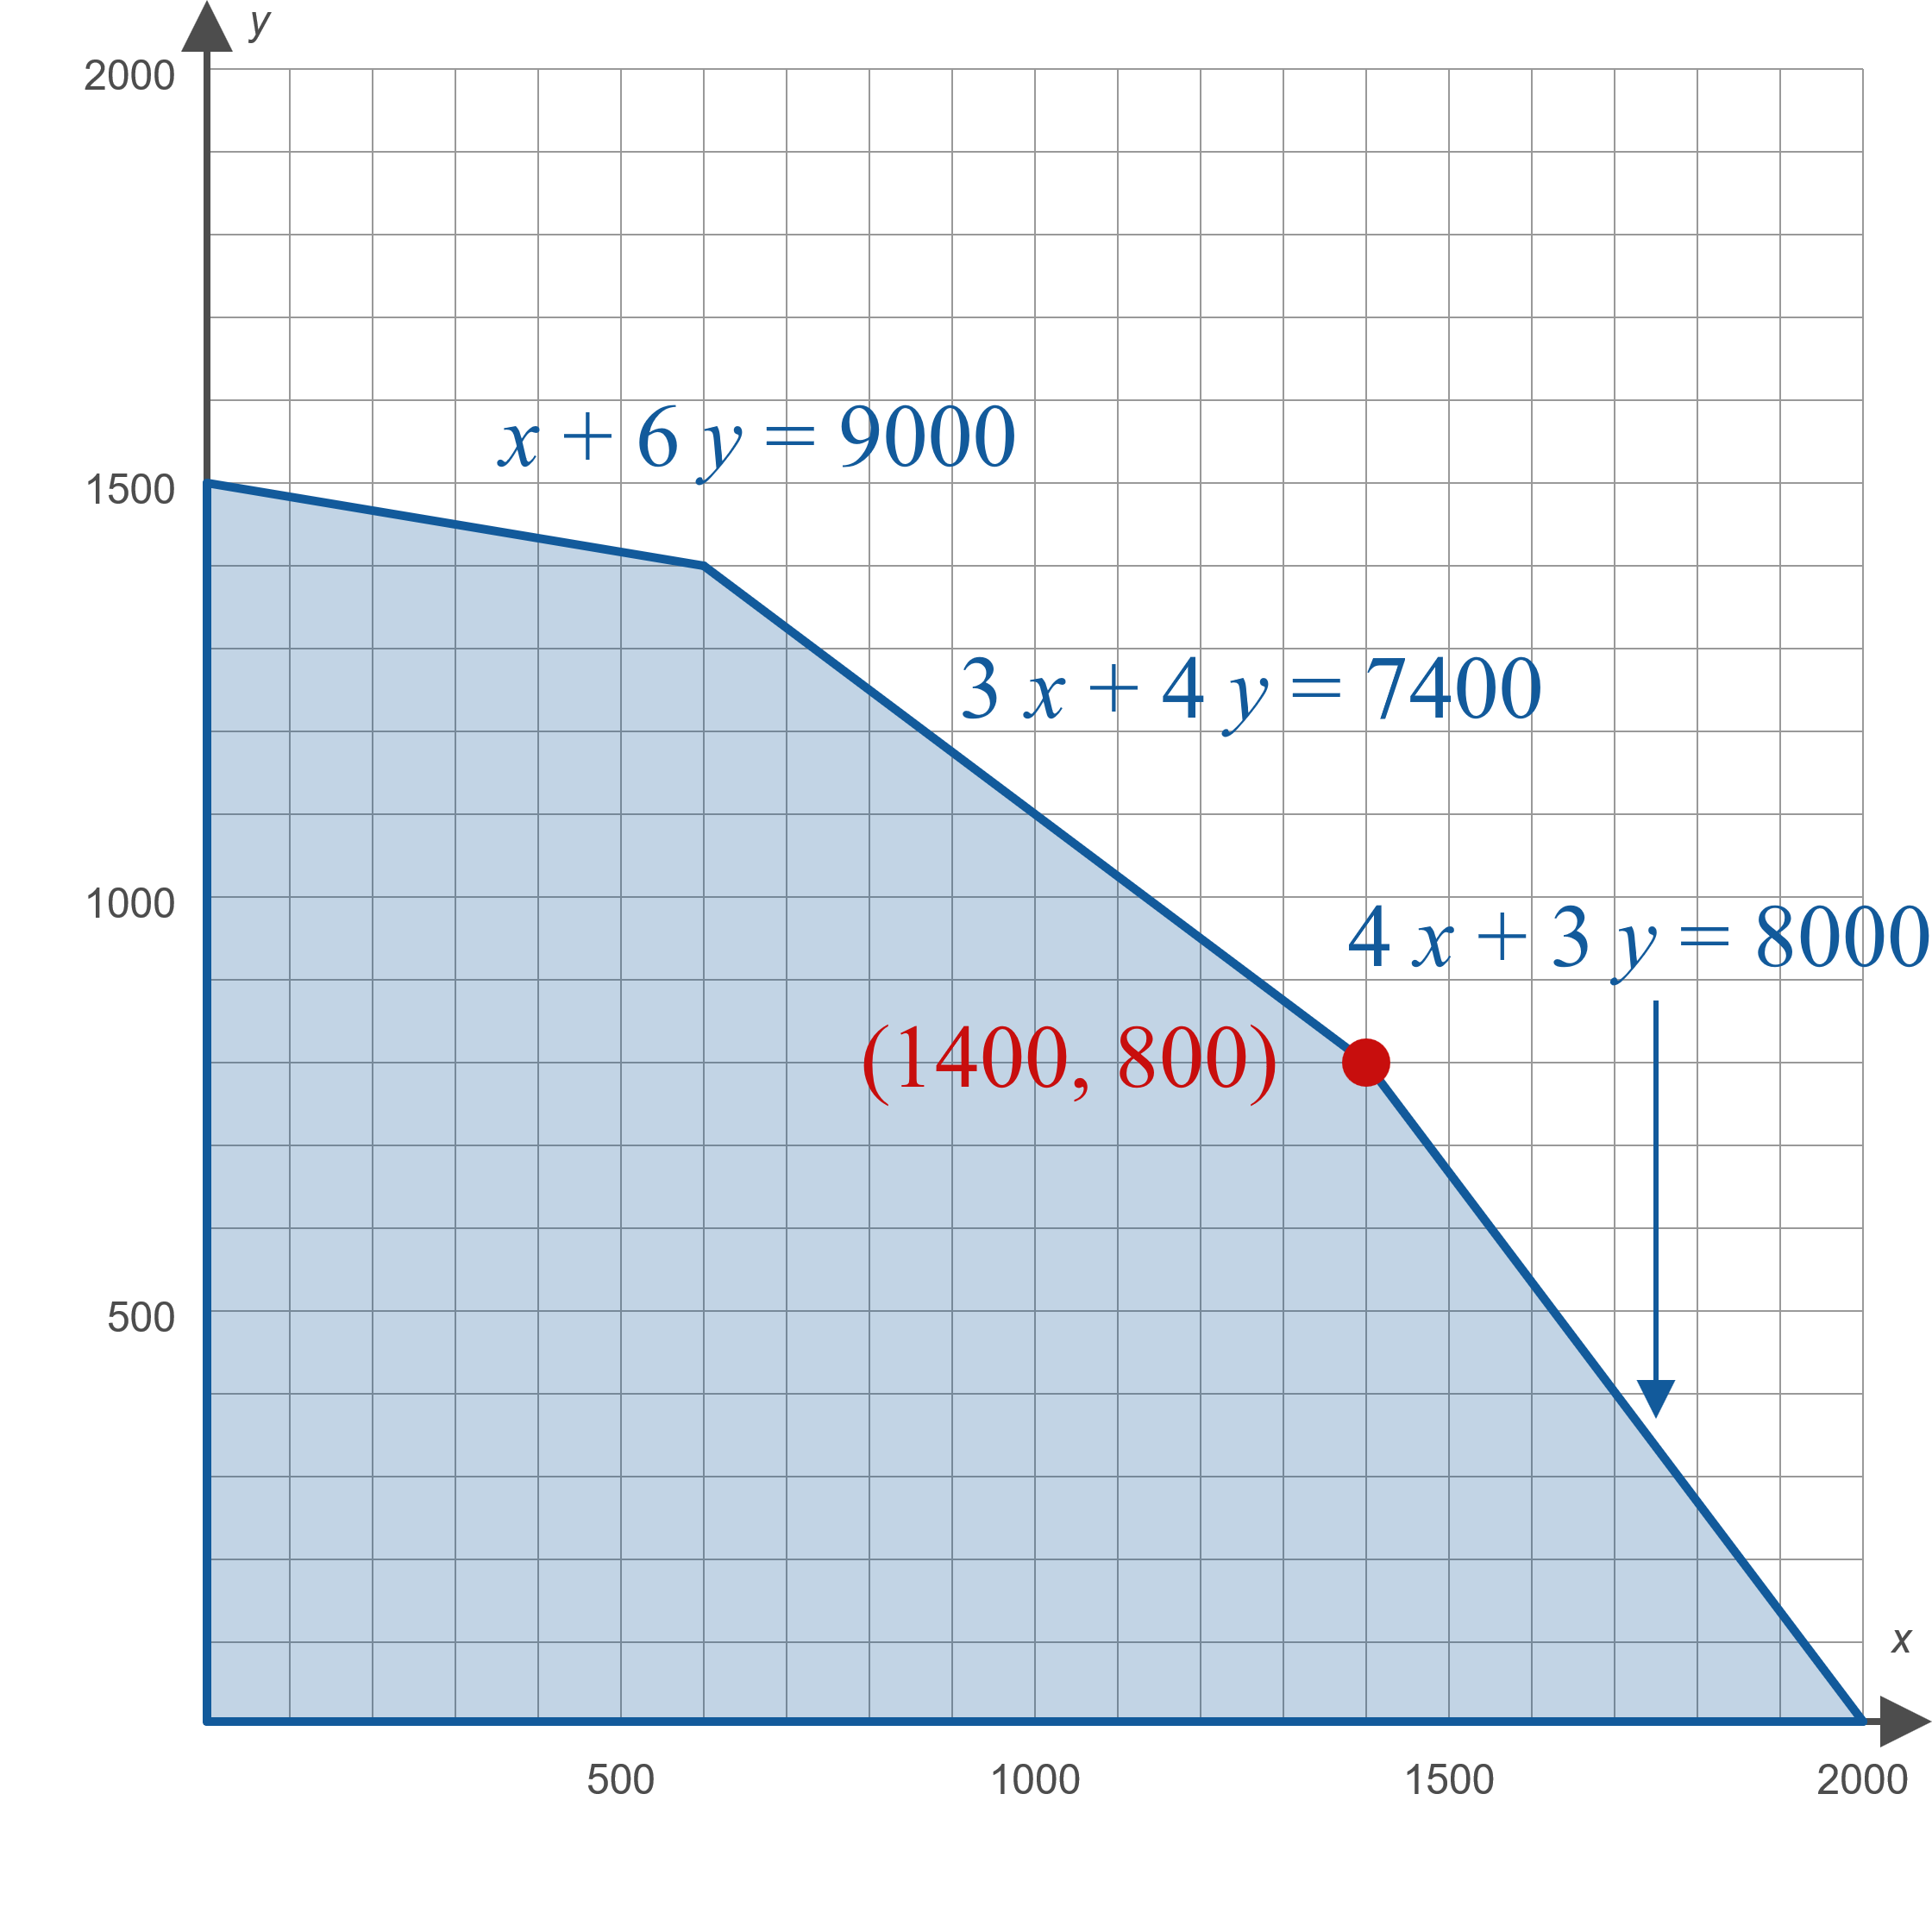 y
2000
x + 6 y = 9000
1500
3 x + 4 y = 7400
1000
4 x + 3 y = 8000
(1400, 800)
500
x
500 1000 1500 2000